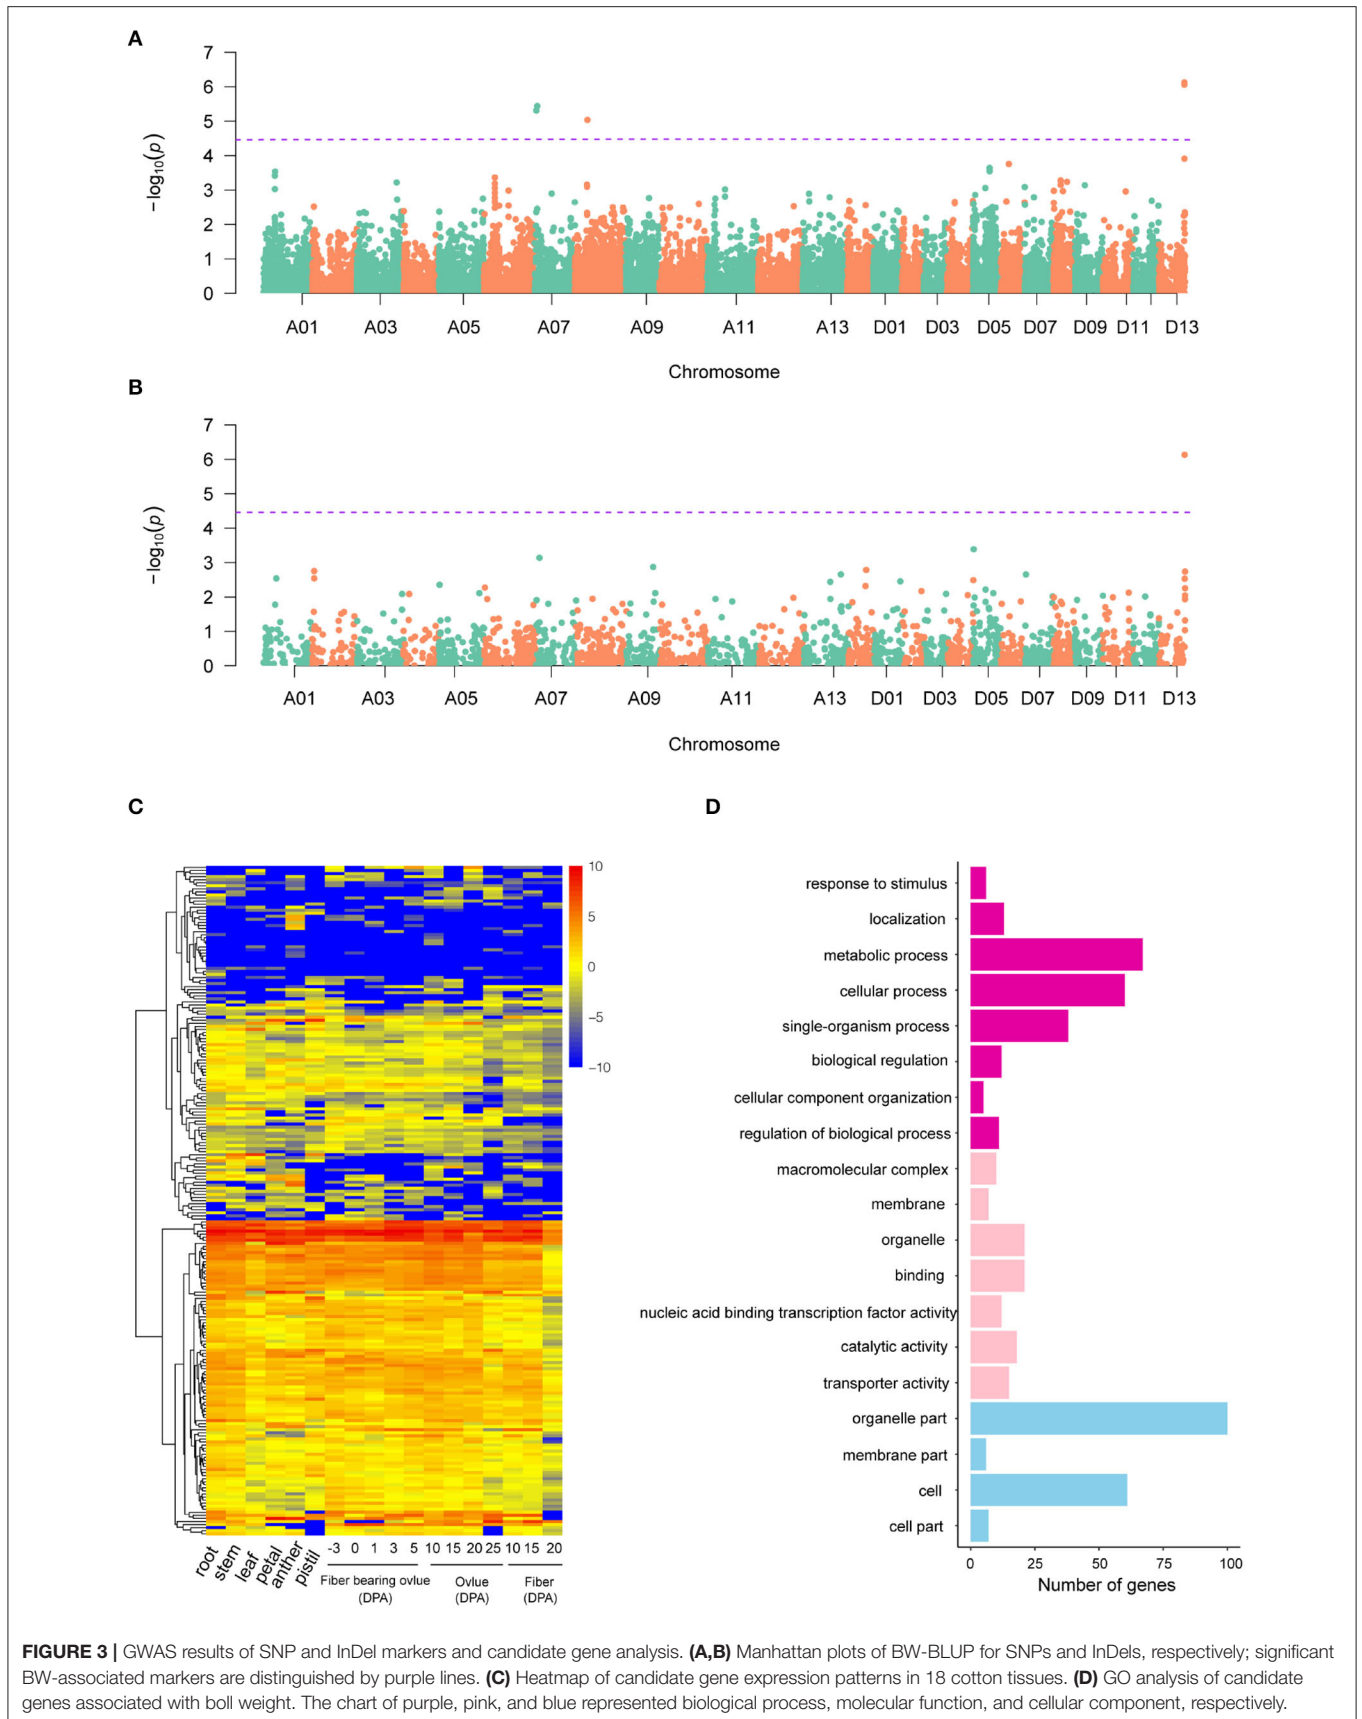 A
7
6
5
4
3
2
1
0
−log10(p)
A01 A03 A05 A07 A09 A11 A13 D01 D03 D05 D07 D09 D11 D13
Chromosome
B
7
6
5
4
3
2
1
0
−log10(p)
A01 A03 A05 A07 A09 A11 A13 D01 D03 D05 D07 D09 D11 D13
Chromosome
C
10
5
0
−5
−10
root stem leaf petal anther pistil -3 0 1 3 5 10 15 20 25 10 15 20
Fiber bearing ovlue
(DPA)
Ovlue
(DPA)
Fiber
(DPA)
D
response to stimulus
localization
metabolic process
cellular process
single-organism process
biological regulation
cellular component organization
regulation of biological process
macromolecular complex
membrane
organelle
binding
nucleic acid binding transcription factor activity
catalytic activity
transporter activity
organelle part
membrane part
cell
cell part
0 25 50 75 100
Number of genes
FIGURE 3 | GWAS results of SNP and InDel markers and candidate gene analysis. (A,B) Manhattan plots of BW-BLUP for SNPs and InDels, respectively; significant
BW-associated markers are distinguished by purple lines. (C) Heatmap of candidate gene expression patterns in 18 cotton tissues. (D) GO analysis of candidate
genes associated with boll weight. The chart of purple, pink, and blue represented biological process, molecular function, and cellular component, respectively.